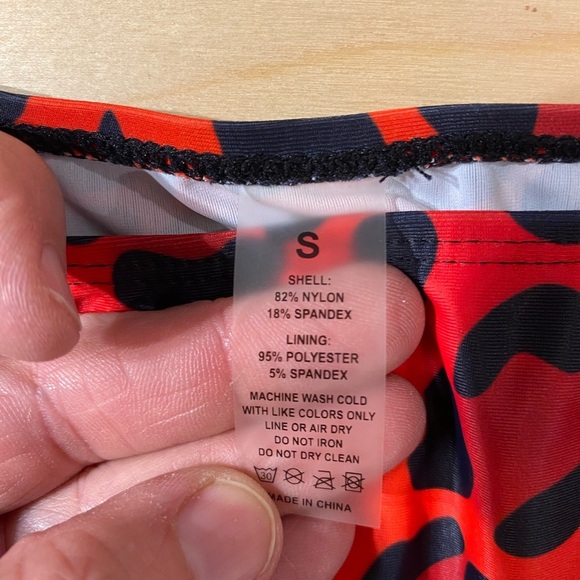 S
SHELL:
82% NYLON
18% SPANDEX
LINING:
95% POLYESTER
5% SPANDEX
MACHINE WASH COLD
WITH LIKE COLORS ONLY
LINE OR AIR DRY
DO NOT IRON
DO NOT DRY CLEAN
30
MADE IN CHINA